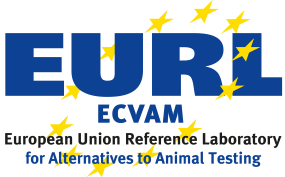 EURL
ECVAM
European Union Reference Laboratory
for Alternatives to Animal Testing